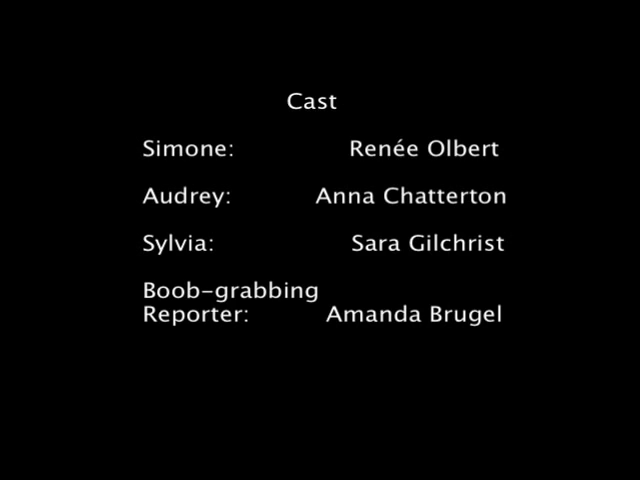 Cast
Simone: Renée Olbert
Audrey: Anna Chatterton
Sylvia: Sara Gilchrist
Boob-grabbing
Reporter: Amanda Brugel